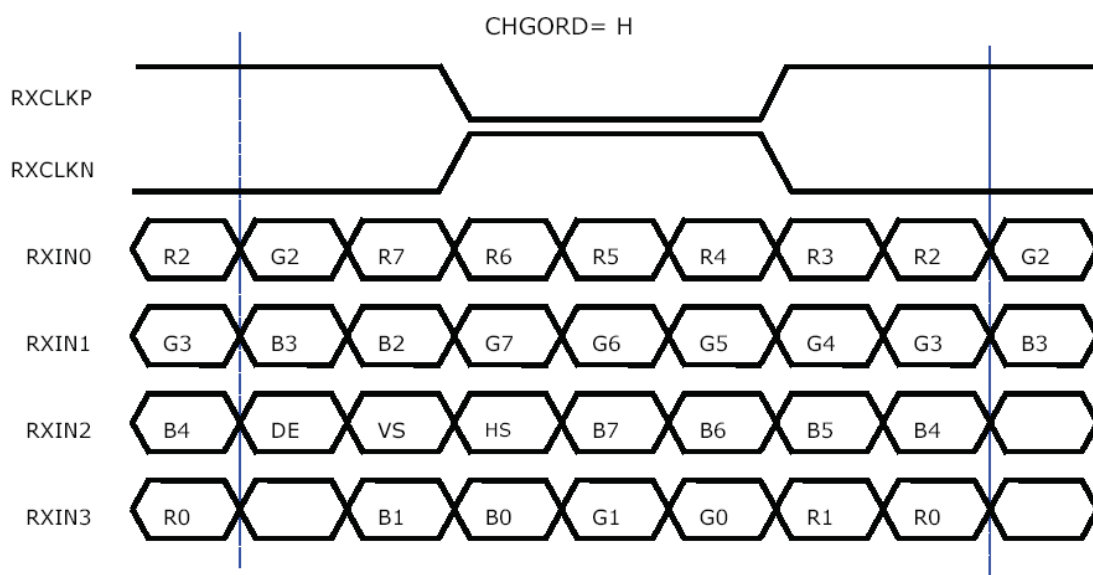 CHGORD= H
RXCLKP
RXCLKN
RXIN0 R2 G2 R7 R6 R5 R4 R3 R2 G2
RXIN1 G3 B3 B2 G7 G6 G5 G4 G3 B3
RXIN2 B4 DE VS HS B7 B6 B5 B4
RXIN3 R0 B1 B0 G1 G0 R1 R0